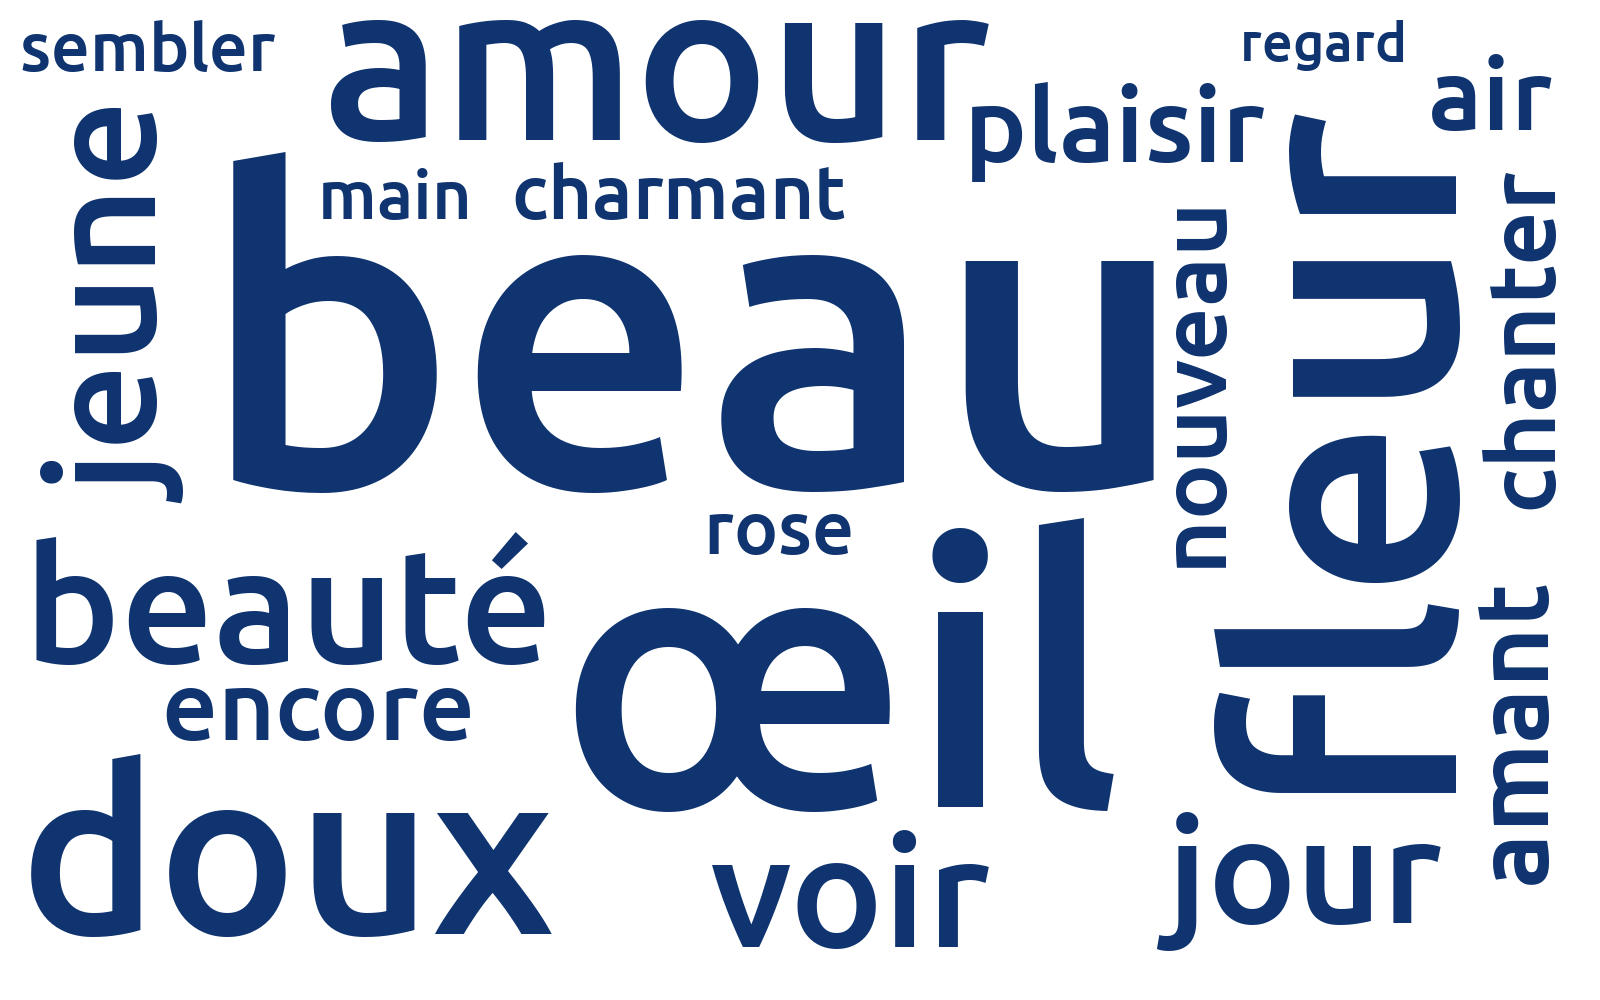 sembler
amour
regard
air
plaisir
jeune
main
charmant
beau
nouveau
fleur
chanter
rose
beauté
œil
amant
encore
doux
voir
jour